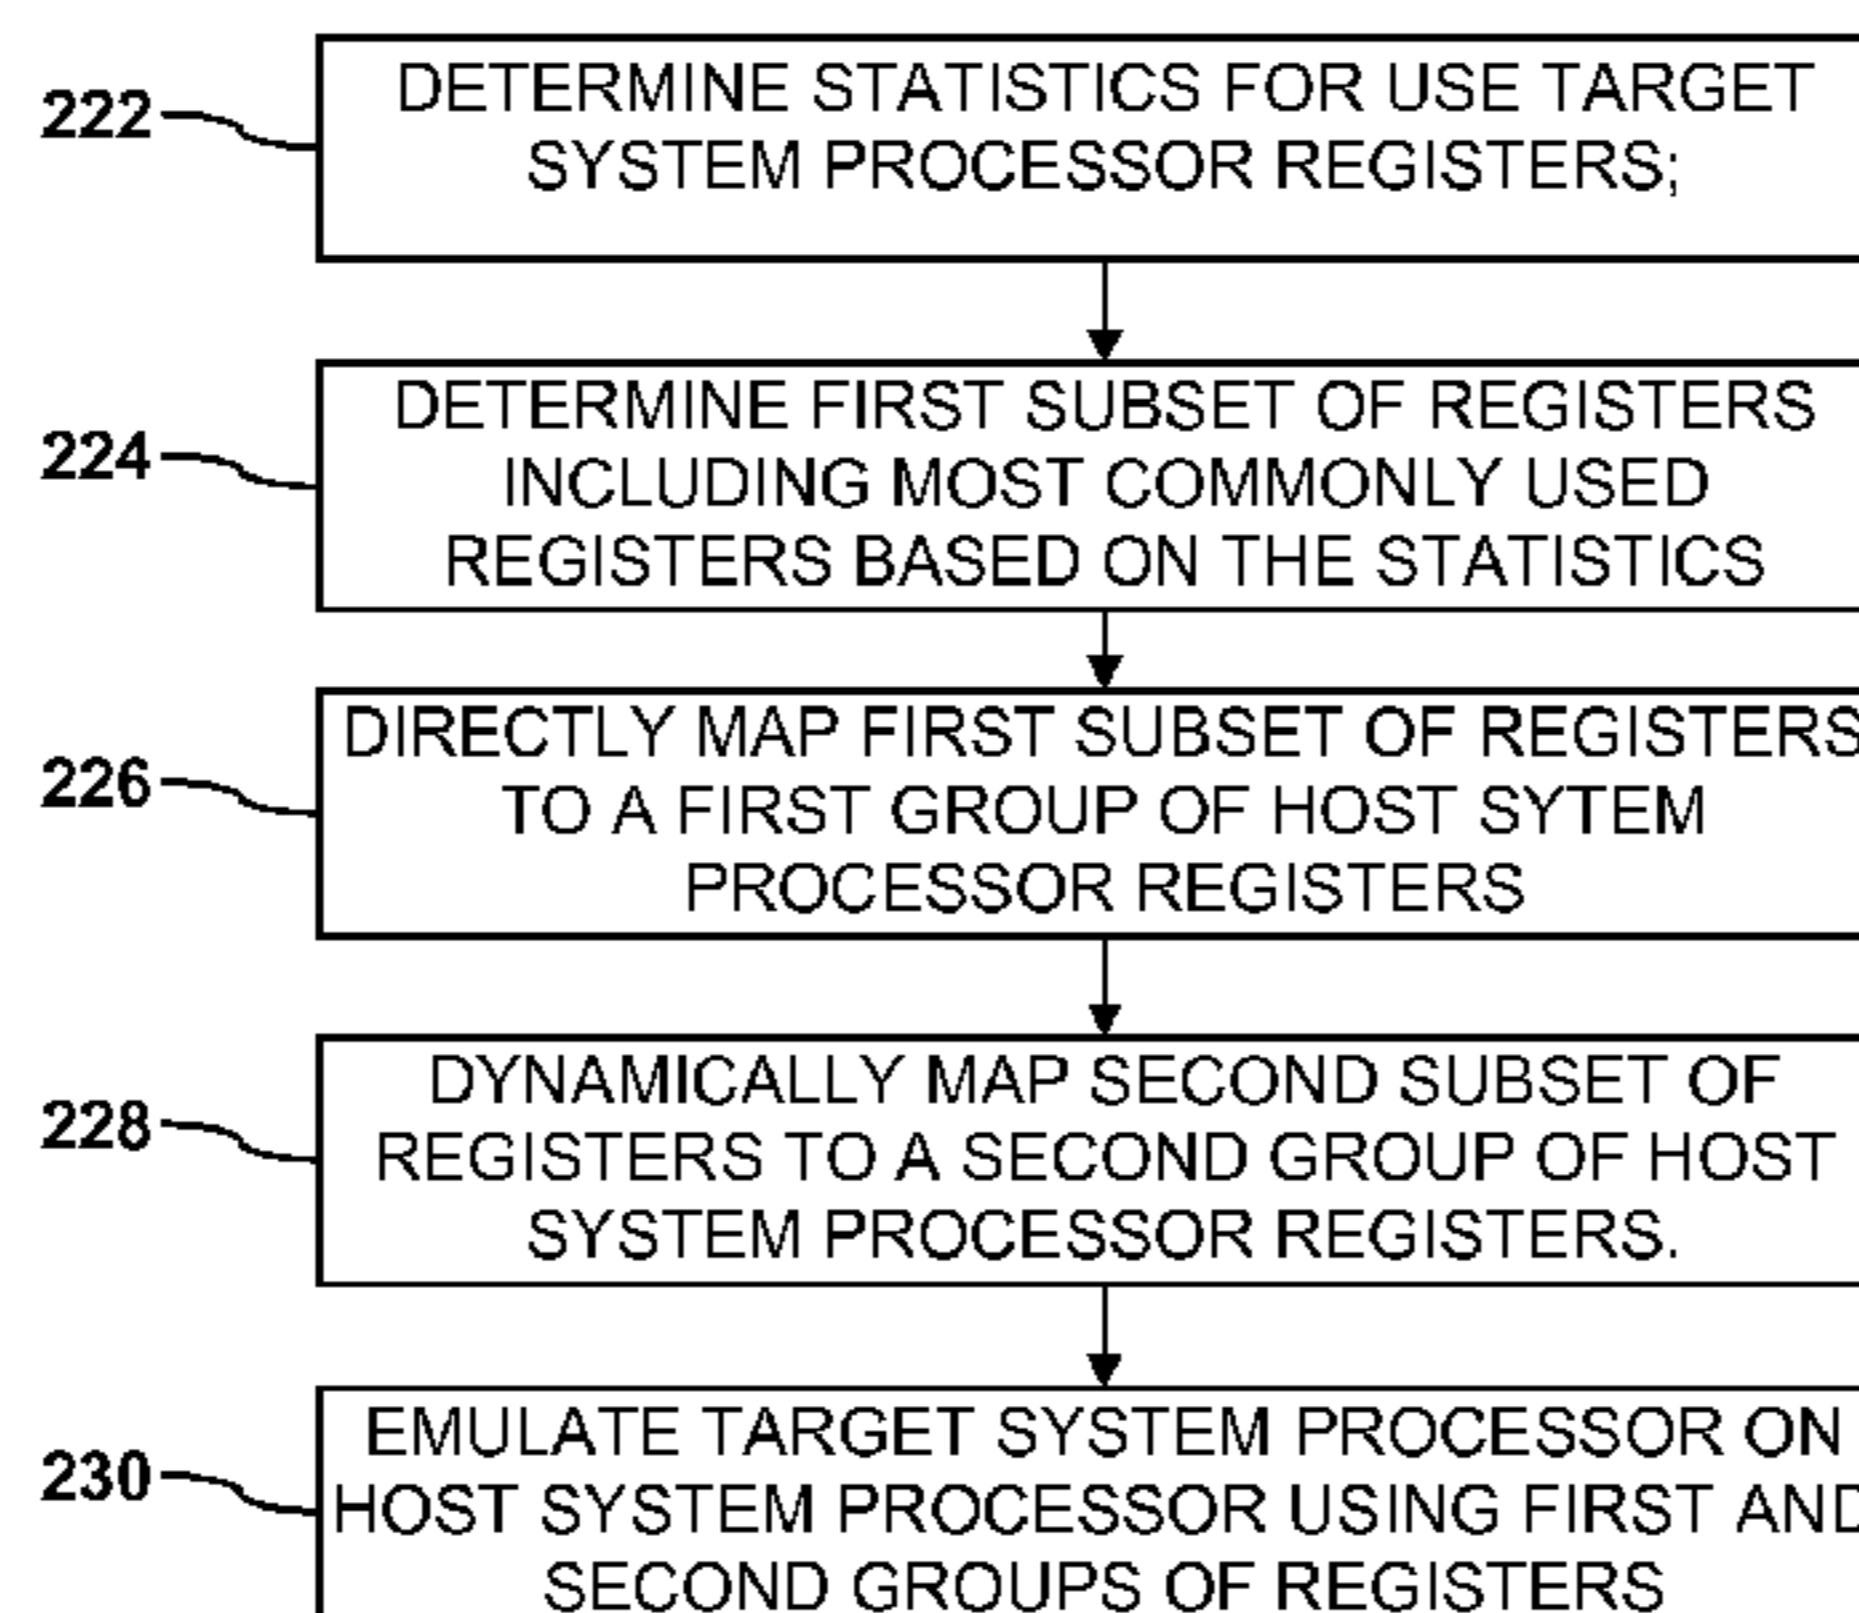 222
DETERMINE STATISTICS FOR USE TARGET
SYSTEM PROCESSOR REGISTERS;
224
DETERMINE FIRST SUBSET OF REGISTERS
INCLUDING MOST COMMONLY USED
REGISTERS BASED ON THE STATISTICS
226
DIRECTLY MAP FIRST SUBSET OF REGISTERS
TO A FIRST GROUP OF HOST SYTEM
PROCESSOR REGISTERS
228
DYNAMICALLY MAP SECOND SUBSET OF
REGISTERS TO A SECOND GROUP OF HOST
SYSTEM PROCESSOR REGISTERS.
230
EMULATE TARGET SYSTEM PROCESSOR ON
HOST SYSTEM PROCESSOR USING FIRST AND
SECOND GROUPS OF REGISTERS